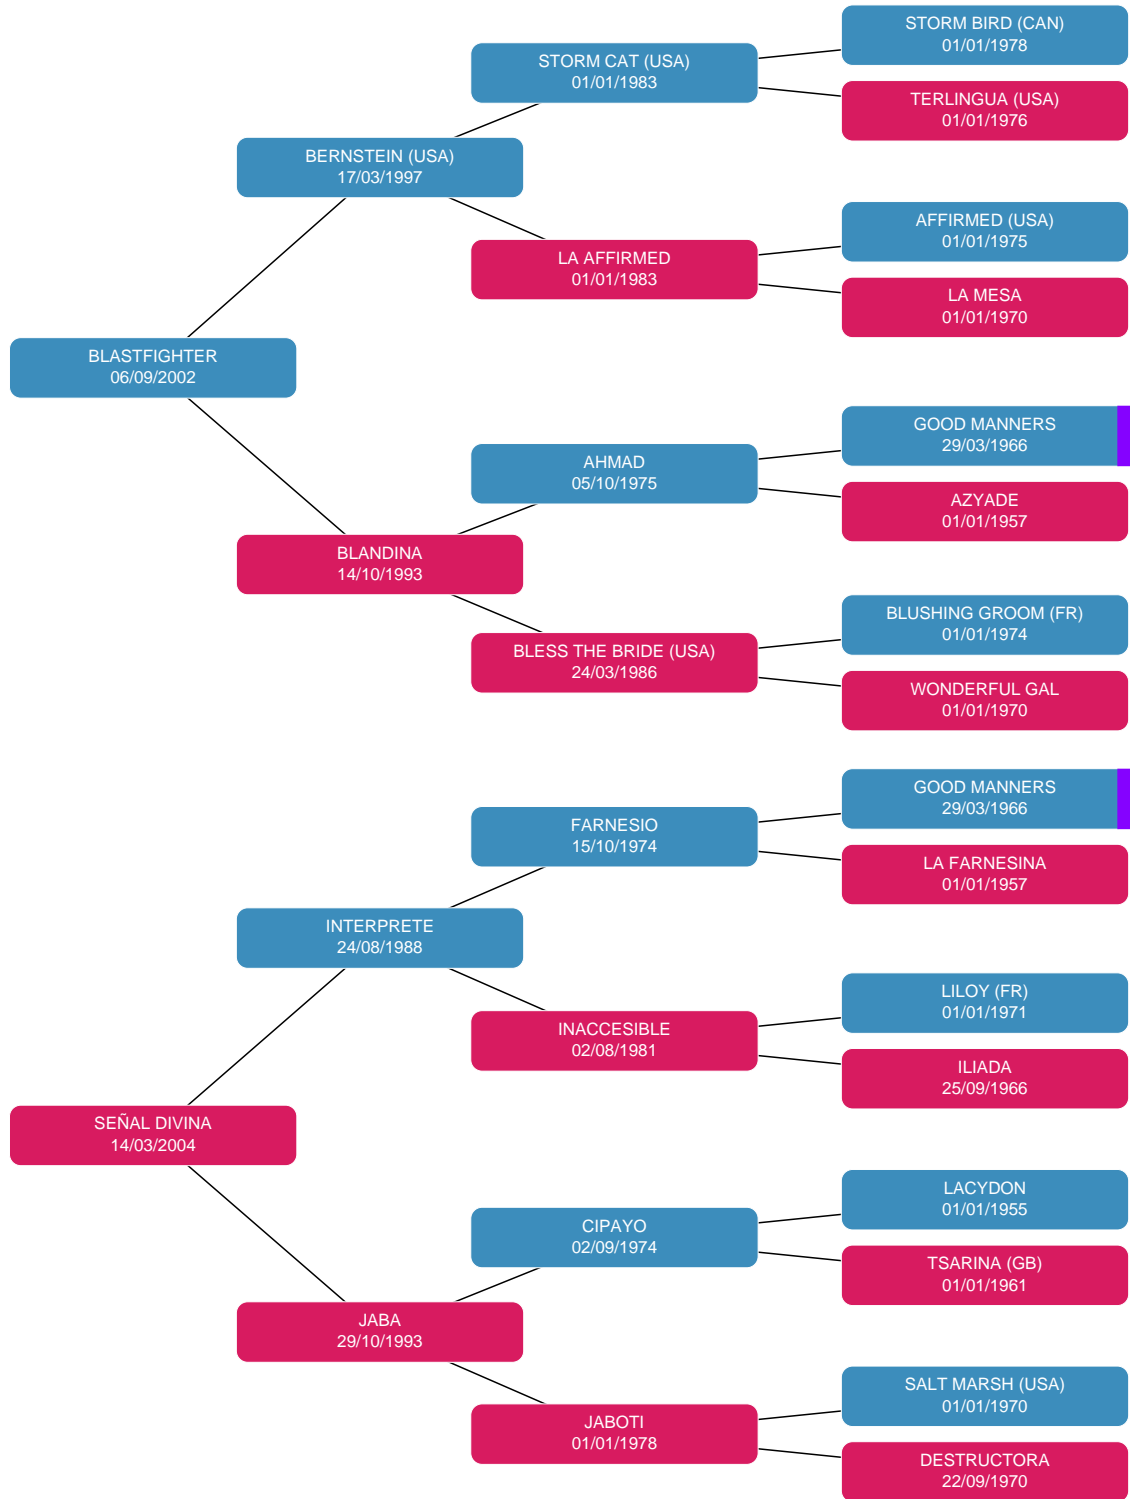 STORM BIRD (CAN)
01/01/1978
STORM CAT (USA)
01/01/1983
TERLINGUA (USA)
01/01/1976
BERNSTEIN (USA)
17/03/1997
AFFIRMED (USA)
01/01/1975
LA AFFIRMED
01/01/1983
LA MESA
01/01/1970
BLASTFIGHTER
06/09/2002
GOOD MANNERS
29/03/1966
AHMAD
05/10/1975
AZYADE
01/01/1957
BLANDINA
14/10/1993
BLUSHING GROOM (FR)
01/01/1974
BLESS THE BRIDE (USA)
24/03/1986
WONDERFUL GAL
01/01/1970
GOOD MANNERS
29/03/1966
FARNESIO
15/10/1974
LA FARNESINA
01/01/1957
INTERPRETE
24/08/1988
LILOY (FR)
01/01/1971
INACCESIBLE
02/08/1981
ILIADA
25/09/1966
SEÑAL DIVINA
14/03/2004
LACYDON
01/01/1955
CIPAYO
02/09/1974
TSARINA (GB)
01/01/1961
JABA
29/10/1993
SALT MARSH (USA)
01/01/1970
JABOTI
01/01/1978
DESTRUCTORA
22/09/1970